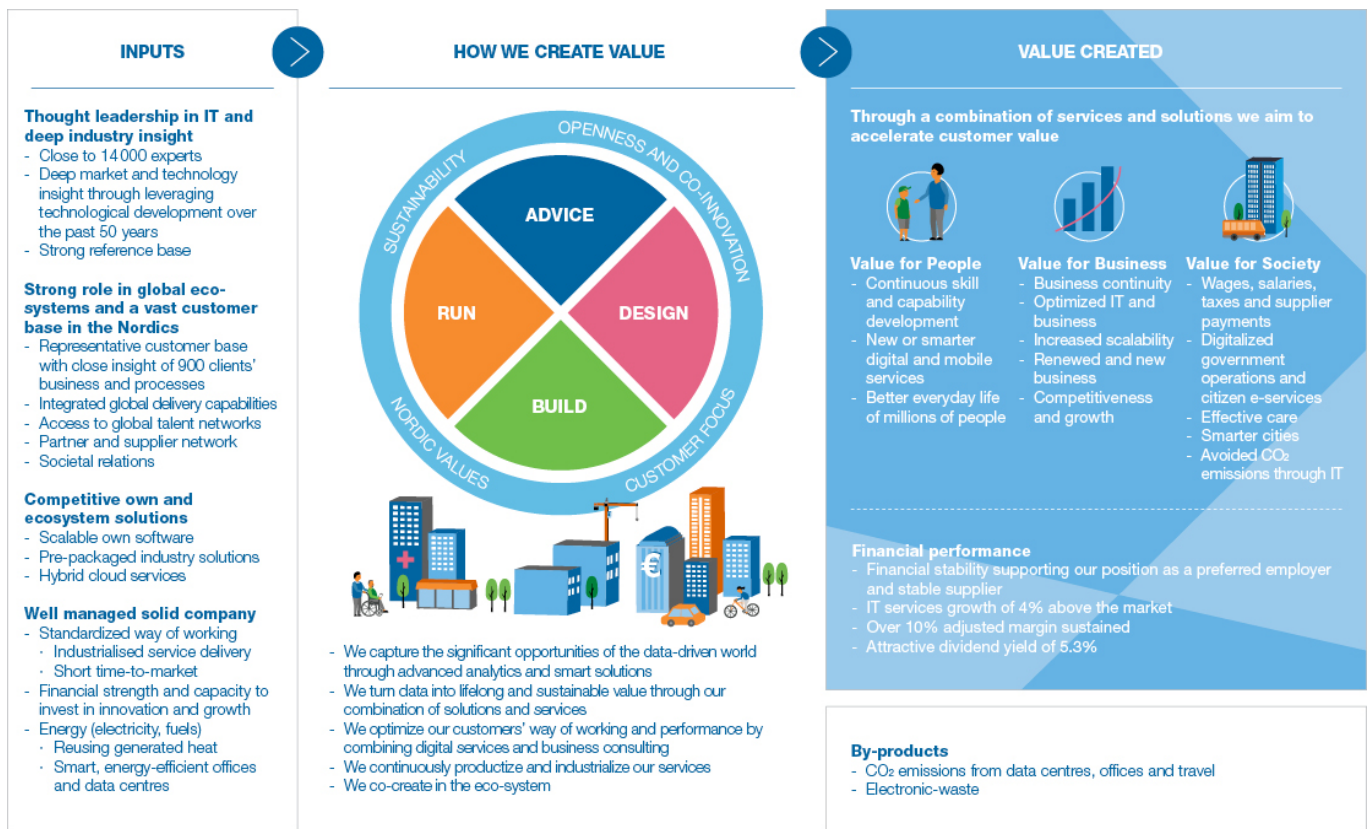 INPUTS
Thought leadership in IT and
deep industry insight
- Close to 14 000 experts
- Deep market and technology
insight through leveraging
technological development over
the past 50 years
- Strong reference base
Strong role in global eco-
systems and a vast customer
base in the Nordics
- Representative customer base
with close insight of 900 clients'
business and processes
- Integrated global delivery capabilities
- Access to global talent networks
- Partner and supplier network
- Societal relations
Competitive own and
ecosystem solutions
- Scalable own software
- Pre-packaged industry solutions
- Hybrid cloud services
Well managed solid company
- Standardized way of working
· Industrialised service delivery
· Short time-to-market
- Financial strength and capacity to
invest in innovation and growth
- Energy (electricity, fuels)
· Reusing generated heat
· Smart, energy-efficient offices
and data centres
HOW WE CREATE VALUE
SUSTAINABILITY
OPENNESS AND CO-INNOVATION
NORDIC VALUES
CUSTOMER FOCUS
ADVICE
RUN
DESIGN
BUILD
€
- We capture the significant opportunities of the data-driven world
through advanced analytics and smart solutions
- We turn data into lifelong and sustainable value through our
combination of solutions and services
- We optimize our customers' way of working and performance by
combining digital services and business consulting
- We continuously productize and industrialize our services
- We co-create in the eco-system
VALUE CREATED
Through a combination of services and solutions we aim to
accelerate customer value
Value for People
- Continuous skill
and capability
development
- New or smarter
digital and mobile
services
- Better everyday life
of millions of people
Value for Business
- Business continuity
- Optimized IT and
business
- Increased scalability
- Renewed and new
business
- Competitiveness
and growth
Value for Society
- Wages, salaries,
taxes and supplier
payments
- Digitalized
government
operations and
citizen e-services
- Effective care
- Smarter cities
- Avoided CO₂
emissions through IT
Financial performance
- Financial stability supporting our position as a preferred employer
and stable supplier
- IT services growth of 4% above the market
- Over 10% adjusted margin sustained
- Attractive dividend yield of 5.3%
By-products
- CO₂ emissions from data centres, offices and travel
- Electronic-waste